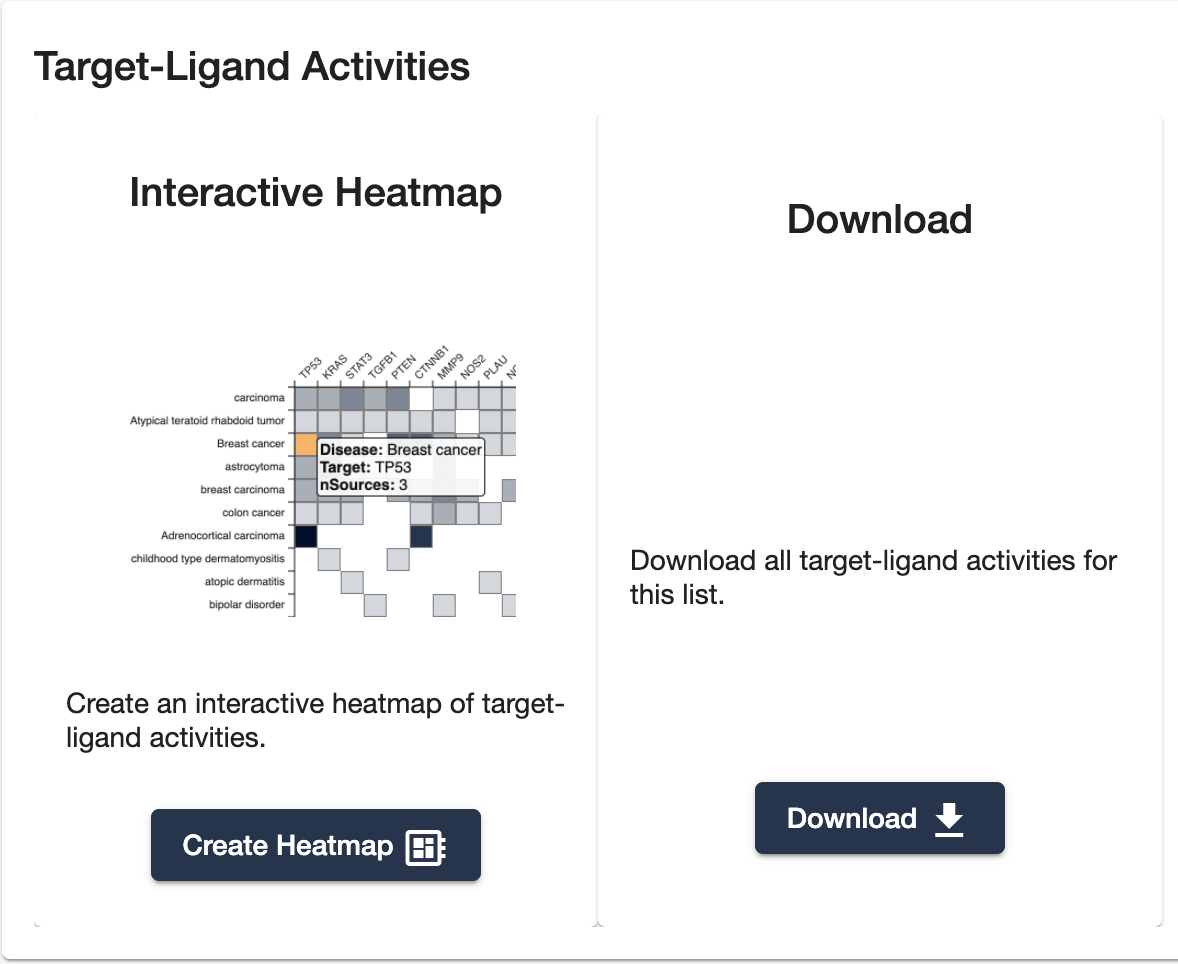 Target-Ligand Activities
Interactive Heatmap
TP53
KRAS
STAT3
TGFB1
PTEN
CTNNB1
MMP9
NOS2
PLAU
carcinoma
Atypical teratoid rhabdoid tumor
Breast cancer
astrocytoma
breast carcinoma
colon cancer
Adrenocortical carcinoma
childhood type dermatomyositis
atopic dermatitis
bipolar disorder
Disease: Breast cancer
Target: TP53
nSources: 3
Create an interactive heatmap of target-
ligand activities.
Create Heatmap
Download
Download all target-ligand activities for
this list.
Download